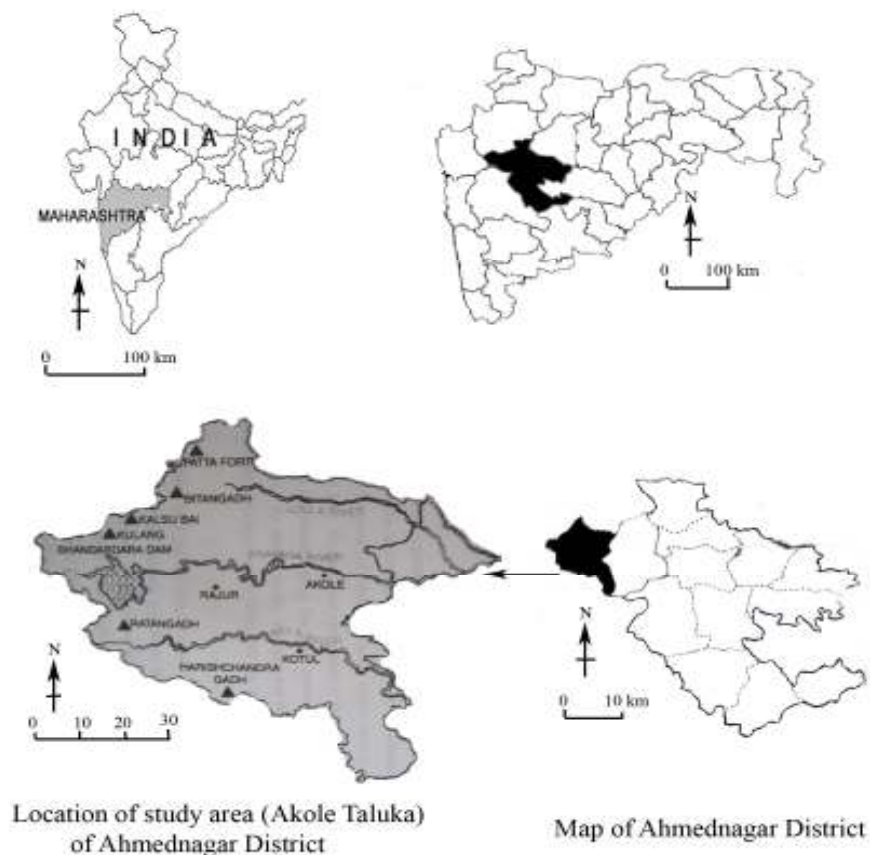 INDIA
MAHARASHTRA
N
0 100 km
N
0 100 km
PATTA FORT
BITANGADH
KALSU BAI
KULANG
BHANDARDARA DAM
RAJUR
AKOLE
RATANGADH
KOTUL
HARISHCHANDRA
GADH
N
0 10 20 30
N
0 10 km
Location of study area (Akole Taluka)
of Ahmednagar District
Map of Ahmednagar District